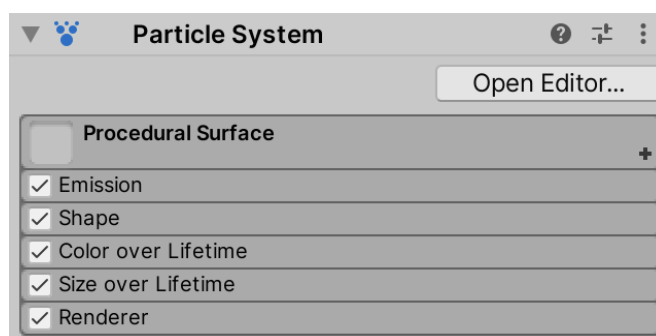 Particle System
Open Editor...
Procedural Surface
Emission
Shape
Color over Lifetime
Size over Lifetime
Renderer